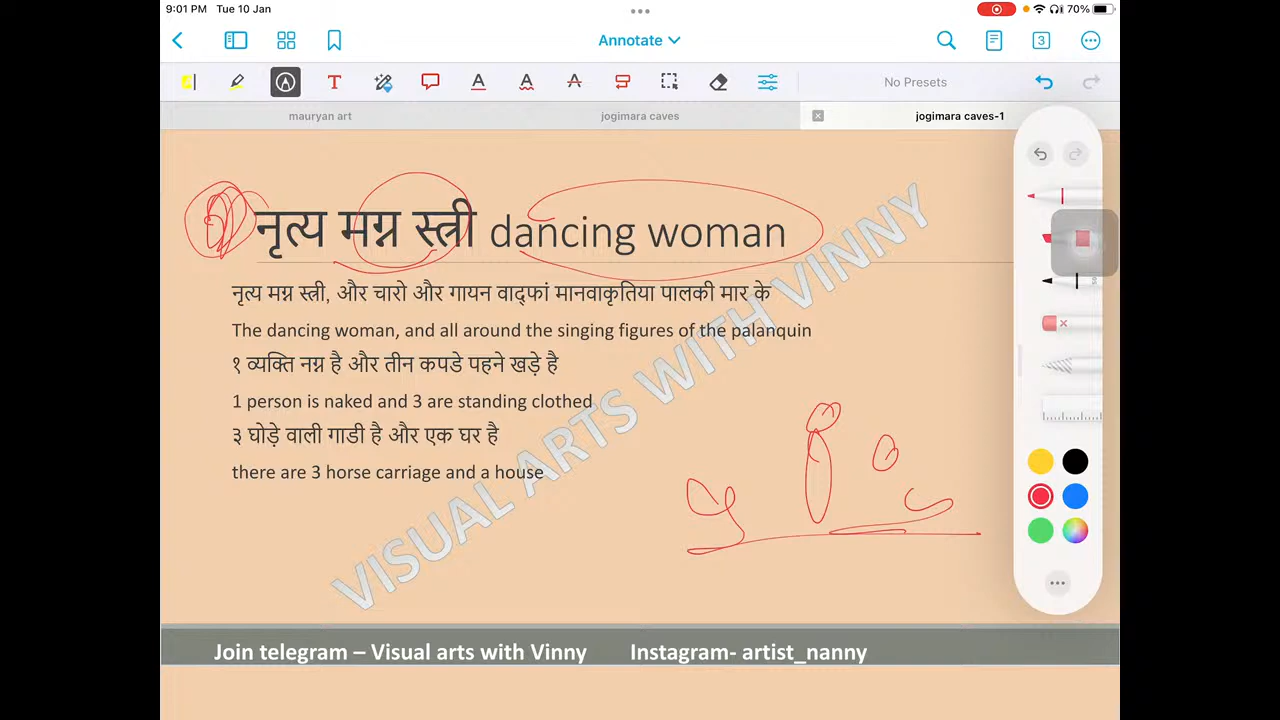 9:01 PM Tue 10 Jan
70%
Annotate
3
No Presets
mauryan art
jogimara caves
jogimara caves-1
नृत्य मग्न स्त्री dancing woman
नृत्य मग्न स्त्री, और चारो और गायन वाद्फां मानवाकृतिया पालकी मार के
The dancing woman, and all around the singing figures of the palanquin
१ व्यक्ति नग्न है और तीन कपडे पहने खड़े है
1 person is naked and 3 are standing clothed
३ घोड़े वाली गाडी है और एक घर है
there are 3 horse carriage and a house
VISUAL ARTS WITH VINNY
Join telegram – Visual arts with Vinny Instagram- artist_nanny